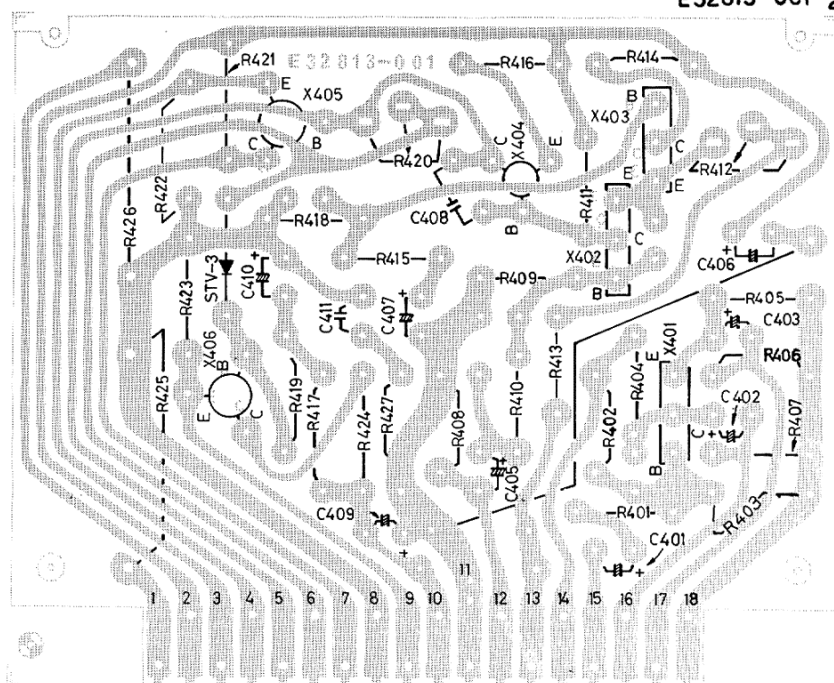 E32813-001
E32813-001
R421
R416
R414
E
X405
B
X403
R426
R422
C
B
R420
C
X404
E
C
R412
E
R418
C408
B
R411
E
X402
C
C406
+
STV-3
C410
+
R415
R409
B
R423
C411
C407
+
R405
C403
+
X406
B
R413
E
X401
R406
R425
E
C
R419
R417
R424
R427
R408
R410
R402
R404
C402
+
R407
B
C
C405
+
C409
+
R401
R403
C401
+
1 2 3 4 5 6 7 8 9 10 11 12 13 14 15 16 17 18